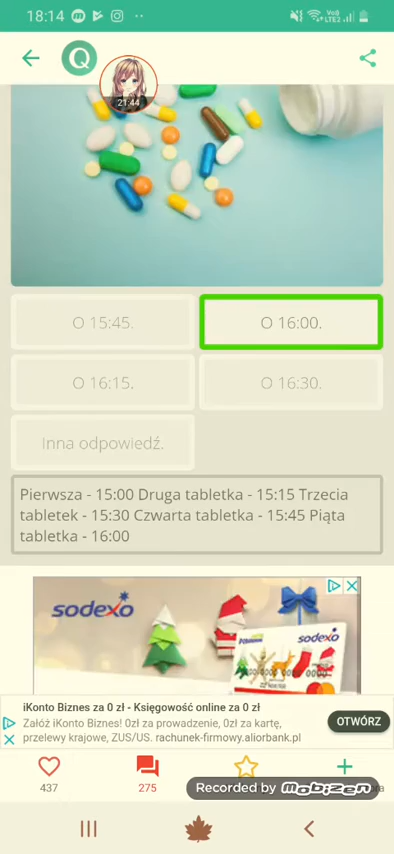 18:14
Vo))
LTE2
Q
21:44
O 15:45.
O 16:00.
O 16:15.
O 16:30.
Inna odpowiedź.
Pierwsza - 15:00 Druga tabletka - 15:15 Trzecia
tabletek - 15:30 Czwarta tabletka - 15:45 Piąta
tabletka - 16:00
sodexo
sodexo
iKonto Biznes za 0 zł - Księgowość online za 0 zł
Załóż iKonto Biznes! 0zł za prowadzenie, 0zł za kartę,
przelewy krajowe, ZUS/US. rachunek-firmowy.aliorbank.pl
OTWÓRZ
437
275
Recorded by mobizen